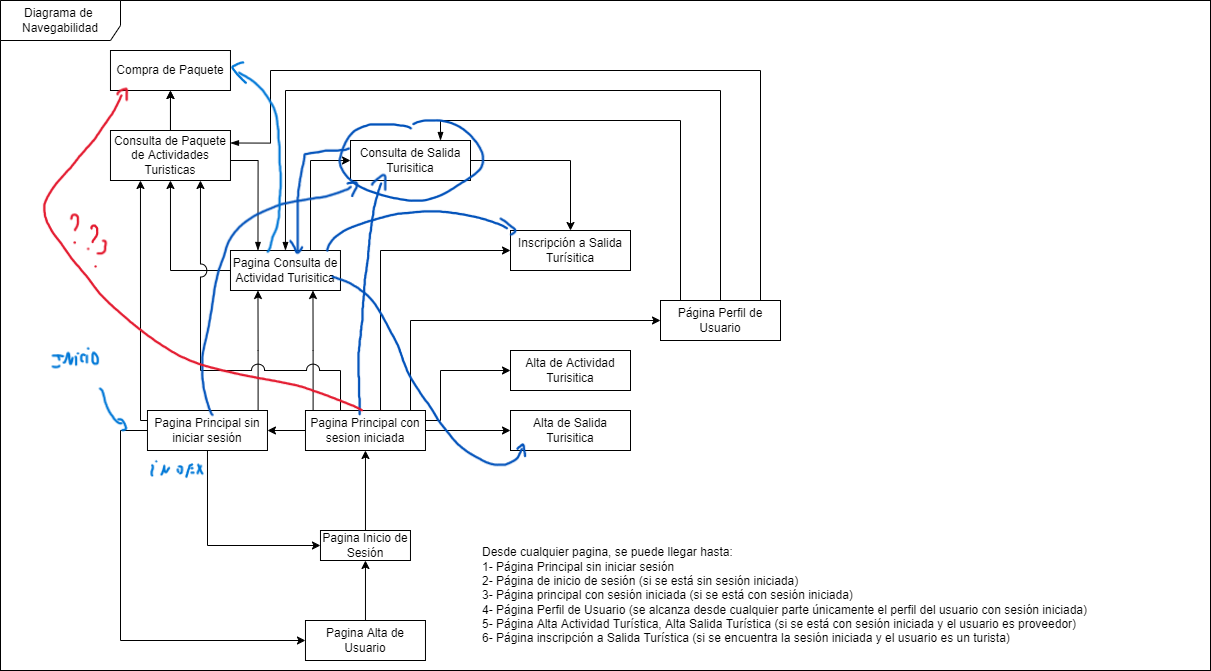 Diagrama de
Navegabilidad
Compra de Paquete
Consulta de Paquete
de Actividades
Turisticas
Consulta de Salida
Turisitica
Inscripción a Salida
Turísitica
Pagina Consulta de
Actividad Turisitica
? ? ?
Página Perfil de
Usuario
INICIO
Alta de Actividad
Turisitica
Pagina Principal sin
iniciar sesión
Pagina Principal con
sesion iniciada
Alta de Salida
Turisitica
INDEX
Pagina Inicio de
Sesión
Pagina Alta de
Usuario
Desde cualquier pagina, se puede llegar hasta:
1- Página Principal sin iniciar sesión
2- Página de inicio de sesión (si se está sin sesión iniciada)
3- Página principal con sesión iniciada (si se está con sesión iniciada)
4- Página Perfil de Usuario (se alcanza desde cualquier parte únicamente el perfil del usuario con sesión iniciada)
5- Página Alta Actividad Turística, Alta Salida Turística (si se está con sesión iniciada y el usuario es proveedor)
6- Página inscripción a Salida Turística (si se encuentra la sesión iniciada y el usuario es un turista)